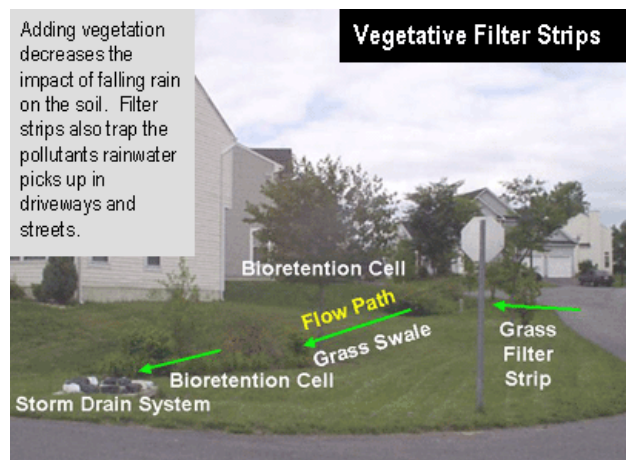 Adding vegetation
decreases the
impact of falling rain
on the soil. Filter
strips also trap the
pollutants rainwater
picks up in
driveways and
streets.
Vegetative Filter Strips
Bioretention Cell
Flow Path
Grass Swale
Grass
Filter
Strip
Bioretention Cell
Storm Drain System